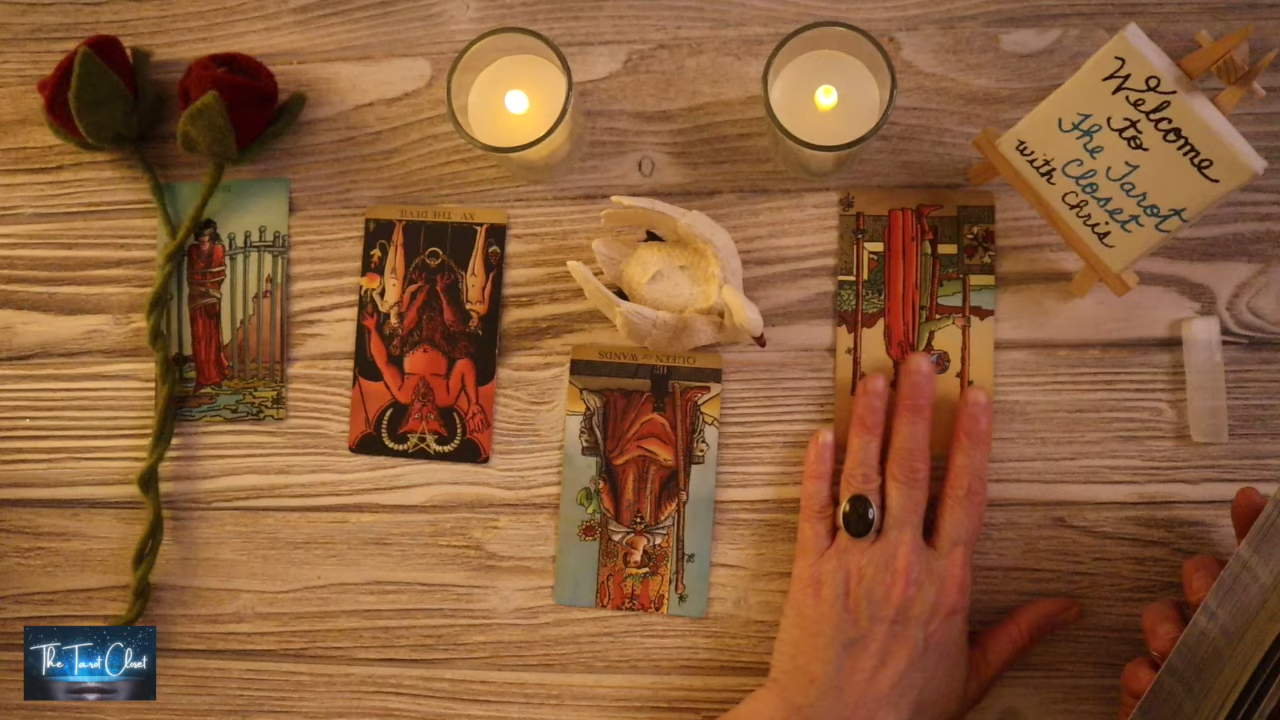 Welcome
to
The Tarot
Closet
with Chris
XV THE DEVIL
QUEEN OF WANDS
The Tarot Closet